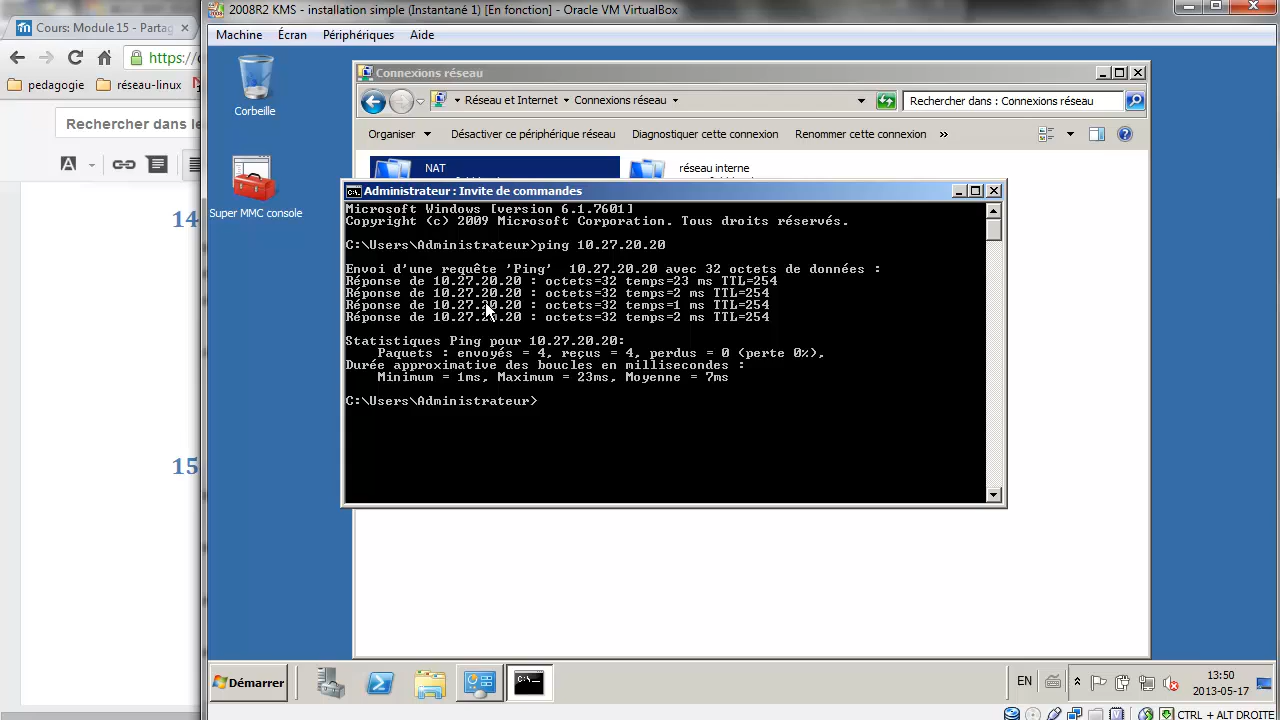 2008R2 KMS - installation simple (Instantané 1) [En fonction] - Oracle VM VirtualBox
Cours: Module 15 - Partag
Machine Écran Périphériques Aide
https://
pedagogie réseau-linux
Rechercher dans le
14
15
Corbeille
Super MMC console
Connexions réseau
Réseau et Internet Connexions réseau
Rechercher dans : Connexions réseau
Organiser Désactiver ce périphérique réseau Diagnostiquer cette connexion Renommer cette connexion »
NAT
réseau interne
Administrateur : Invite de commandes
Microsoft Windows [version 6.1.7601]
Copyright (c) 2009 Microsoft Corporation. Tous droits réservés.
C:\Users\Administrateur>ping 10.27.20.20
Envoi d'une requête 'Ping'  10.27.20.20 avec 32 octets de données :
Réponse de 10.27.20.20 : octets=32 temps=23 ms TTL=254
Réponse de 10.27.20.20 : octets=32 temps=2 ms TTL=254
Réponse de 10.27.20.20 : octets=32 temps=1 ms TTL=254
Réponse de 10.27.20.20 : octets=32 temps=2 ms TTL=254
Statistiques Ping pour 10.27.20.20:
Paquets : envoyés = 4, reçus = 4, perdus = 0 (perte 0%),
Durée approximative des boucles en millisecondes :
Minimum = 1ms, Maximum = 23ms, Moyenne = 7ms
C:\Users\Administrateur>
Démarrer
EN
13:50
2013-05-17
CTRL + ALT DROITE